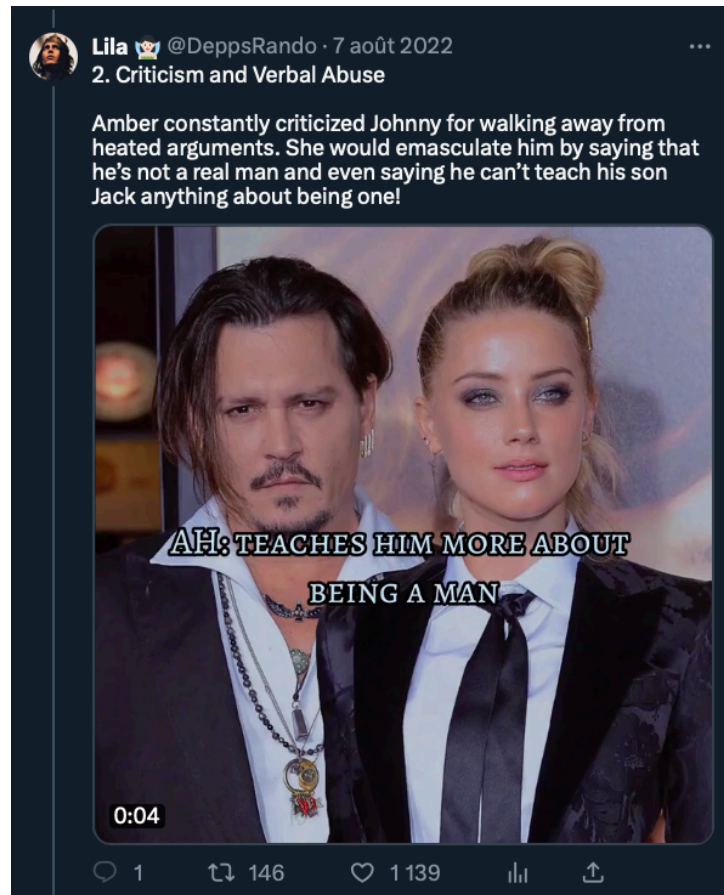 Lila @DeppsRando · 7 août 2022
2. Criticism and Verbal Abuse
Amber constantly criticized Johnny for walking away from
heated arguments. She would emasculate him by saying that
he's not a real man and even saying he can't teach his son
Jack anything about being one!
AH: TEACHES HIM MORE ABOUT
BEING A MAN
0:04
1 146 1 139